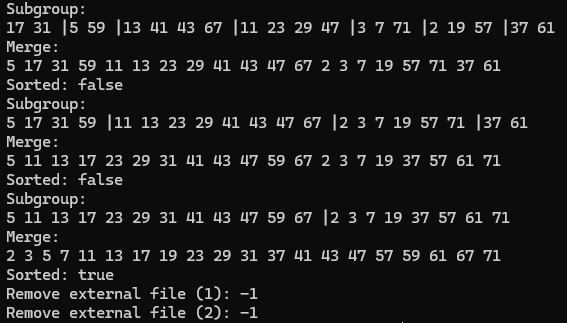 Subgroup:
17 31 |5 59 |13 41 43 67 |11 23 29 47 |3 7 71 |2 19 57 |37 61
Merge:
5 17 31 59 11 13 23 29 41 43 47 67 2 3 7 19 57 71 37 61
Sorted: false
Subgroup:
5 17 31 59 |11 13 23 29 41 43 47 67 |2 3 7 19 57 71 |37 61
Merge:
5 11 13 17 23 29 31 41 43 47 59 67 2 3 7 19 37 57 61 71
Sorted: false
Subgroup:
5 11 13 17 23 29 31 41 43 47 59 67 |2 3 7 19 37 57 61 71
Merge:
2 3 5 7 11 13 17 19 23 29 31 37 41 43 47 57 59 61 67 71
Sorted: true
Remove external file (1): -1
Remove external file (2): -1